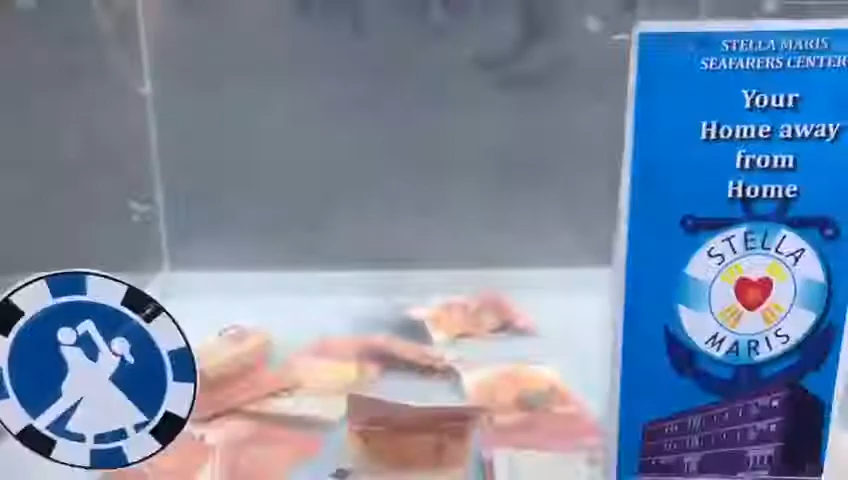 STELLA MARIS
SEAFARERS CENTER
Your
Home away
from
Home
STELLA
MARIS